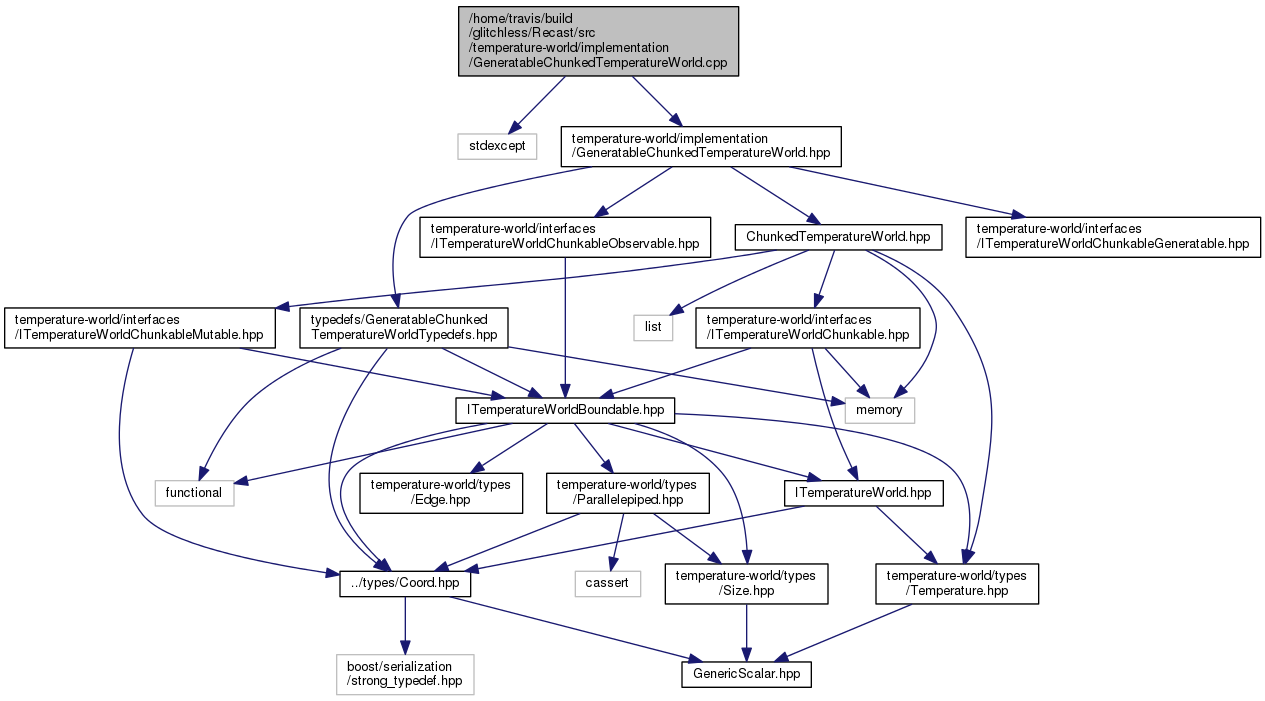 /home/travis/build
/glitchless/Recast/src
/temperature-world/implementation
/GeneratableChunkedTemperatureWorld.cpp
stdexcept
temperature-world/implementation
/GeneratableChunkedTemperatureWorld.hpp
temperature-world/interfaces
/ITemperatureWorldChunkableObservable.hpp
ChunkedTemperatureWorld.hpp
temperature-world/interfaces
/ITemperatureWorldChunkableGeneratable.hpp
temperature-world/interfaces
/ITemperatureWorldChunkableMutable.hpp
typedefs/GeneratableChunked
TemperatureWorldTypedefs.hpp
list
temperature-world/interfaces
/ITemperatureWorldChunkable.hpp
ITemperatureWorldBoundable.hpp
memory
functional
temperature-world/types
/Edge.hpp
temperature-world/types
/Parallelepiped.hpp
ITemperatureWorld.hpp
../types/Coord.hpp
cassert
temperature-world/types
/Size.hpp
temperature-world/types
/Temperature.hpp
boost/serialization
/strong_typedef.hpp
GenericScalar.hpp